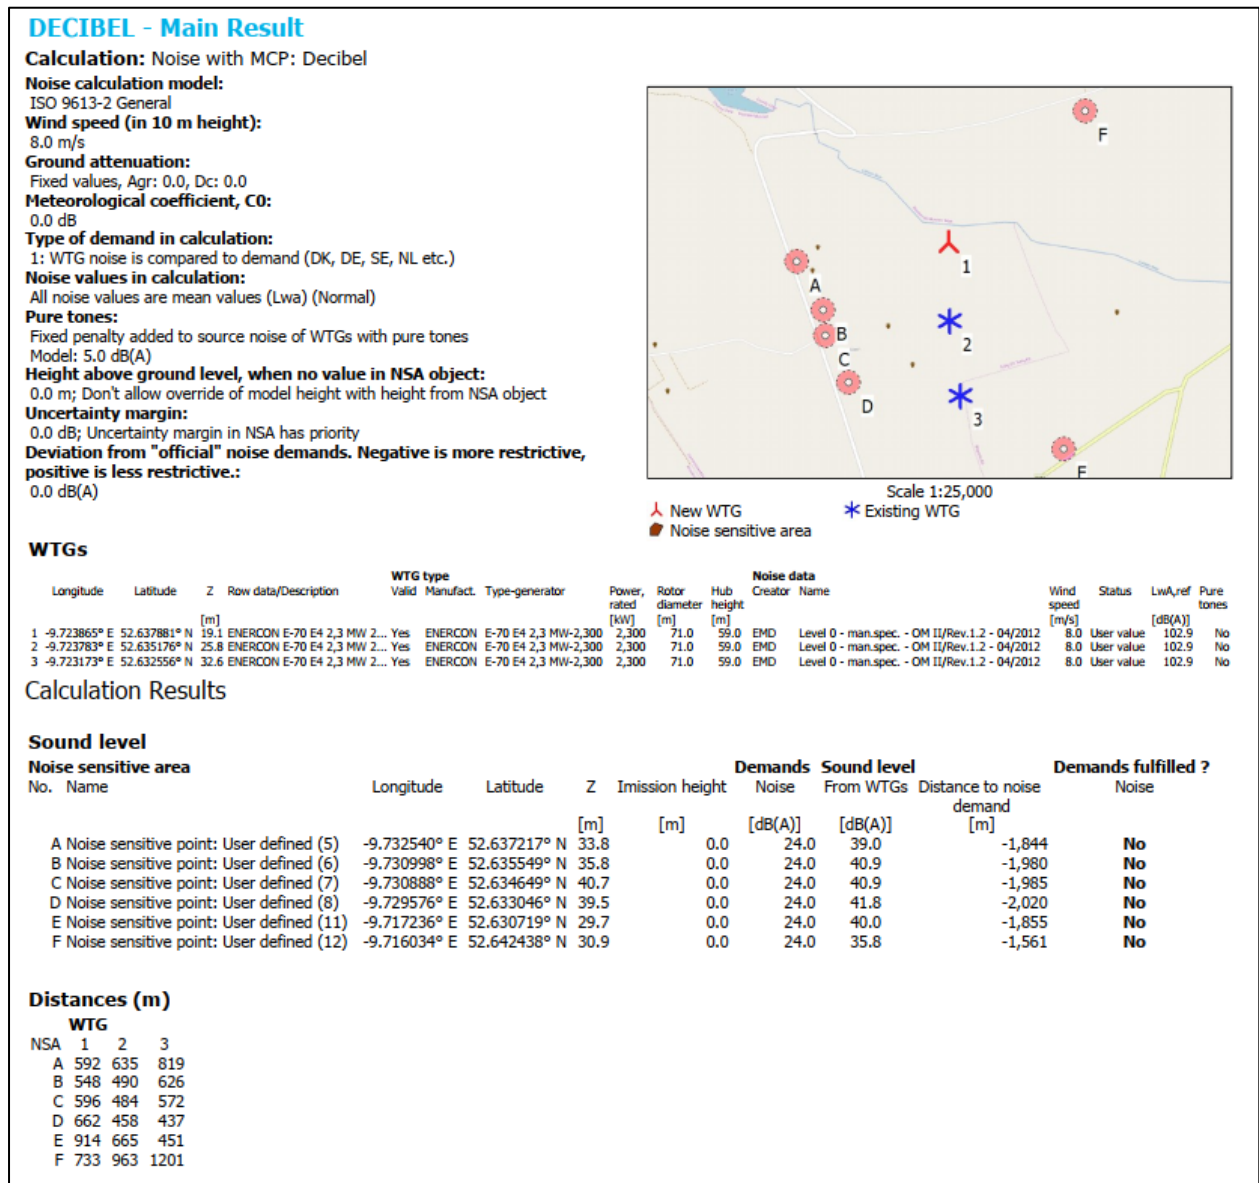 DECIBEL - Main Result
Calculation: Noise with MCP: Decibel
Noise calculation model:
ISO 9613-2 General
Wind speed (in 10 m height):
8.0 m/s
Ground attenuation:
Fixed values, Agr: 0.0, Dc: 0.0
Meteorological coefficient, C0:
0.0 dB
Type of demand in calculation:
1: WTG noise is compared to demand (DK, DE, SE, NL etc.)
Noise values in calculation:
All noise values are mean values (Lwa) (Normal)
Pure tones:
Fixed penalty added to source noise of WTGs with pure tones
Model: 5.0 dB(A)
Height above ground level, when no value in NSA object:
0.0 m; Don't allow override of model height with height from NSA object
Uncertainty margin:
0.0 dB; Uncertainty margin in NSA has priority
Deviation from "official" noise demands. Negative is more restrictive,
positive is less restrictive.:
0.0 dB(A)
F
1
A
B
2
C
D
3
E
Scale 1:25,000
New WTG Existing WTG
Noise sensitive area
WTGs
WTG type Noise data
Longitude Latitude Z Row data/Description Valid Manufact. Type-generator Power, Rotor Hub Creator Name Wind Status LwA,ref Pure
rated diameter height speed tones
[m] [kW] [m] [m] [m/s] [dB(A)]
1 -9.723865° E 52.637881° N 19.1 ENERCON E-70 E4 2,3 MW 2... Yes ENERCON E-70 E4 2,3 MW-2,300 2,300 71.0 59.0 EMD Level 0 - man.spec. - OM II/Rev.1.2 - 04/2012 8.0 User value 102.9 No
2 -9.723783° E 52.635176° N 25.8 ENERCON E-70 E4 2,3 MW 2... Yes ENERCON E-70 E4 2,3 MW-2,300 2,300 71.0 59.0 EMD Level 0 - man.spec. - OM II/Rev.1.2 - 04/2012 8.0 User value 102.9 No
3 -9.723173° E 52.632556° N 32.6 ENERCON E-70 E4 2,3 MW 2... Yes ENERCON E-70 E4 2,3 MW-2,300 2,300 71.0 59.0 EMD Level 0 - man.spec. - OM II/Rev.1.2 - 04/2012 8.0 User value 102.9 No
Calculation Results
Sound level
Noise sensitive area Demands Sound level Demands fulfilled ?
No. Name Longitude Latitude Z Imission height Noise From WTGs Distance to noise Noise
demand
[m] [m] [dB(A)] [dB(A)] [m]
A Noise sensitive point: User defined (5) -9.732540° E 52.637217° N 33.8 0.0 24.0 39.0 -1,844 No
B Noise sensitive point: User defined (6) -9.730998° E 52.635549° N 35.8 0.0 24.0 40.9 -1,980 No
C Noise sensitive point: User defined (7) -9.730888° E 52.634649° N 40.7 0.0 24.0 40.9 -1,985 No
D Noise sensitive point: User defined (8) -9.729576° E 52.633046° N 39.5 0.0 24.0 41.8 -2,020 No
E Noise sensitive point: User defined (11) -9.717236° E 52.630719° N 29.7 0.0 24.0 40.0 -1,855 No
F Noise sensitive point: User defined (12) -9.716034° E 52.642438° N 30.9 0.0 24.0 35.8 -1,561 No
Distances (m)
WTG
NSA 1 2 3
A 592 635 819
B 548 490 626
C 596 484 572
D 662 458 437
E 914 665 451
F 733 963 1201